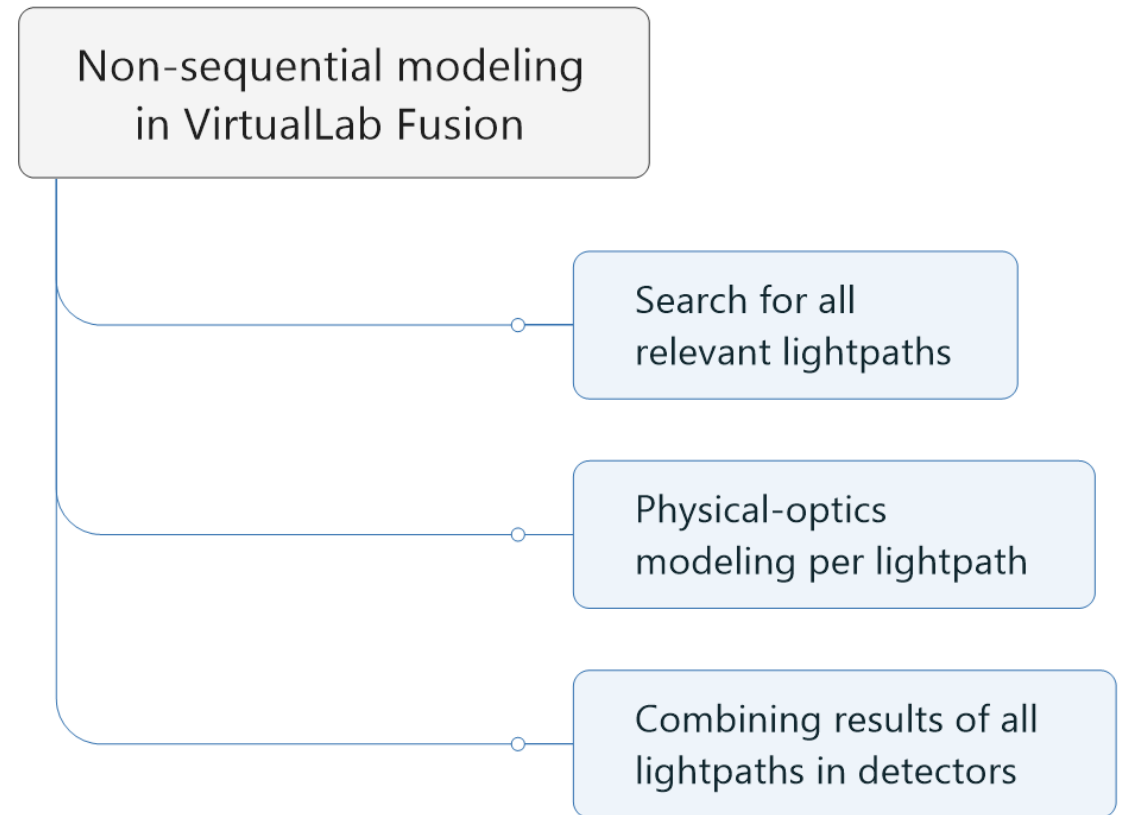 Non-sequential modeling
in VirtualLab Fusion
Search for all
relevant lightpaths
Physical-optics
modeling per lightpath
Combining results of all
lightpaths in detectors